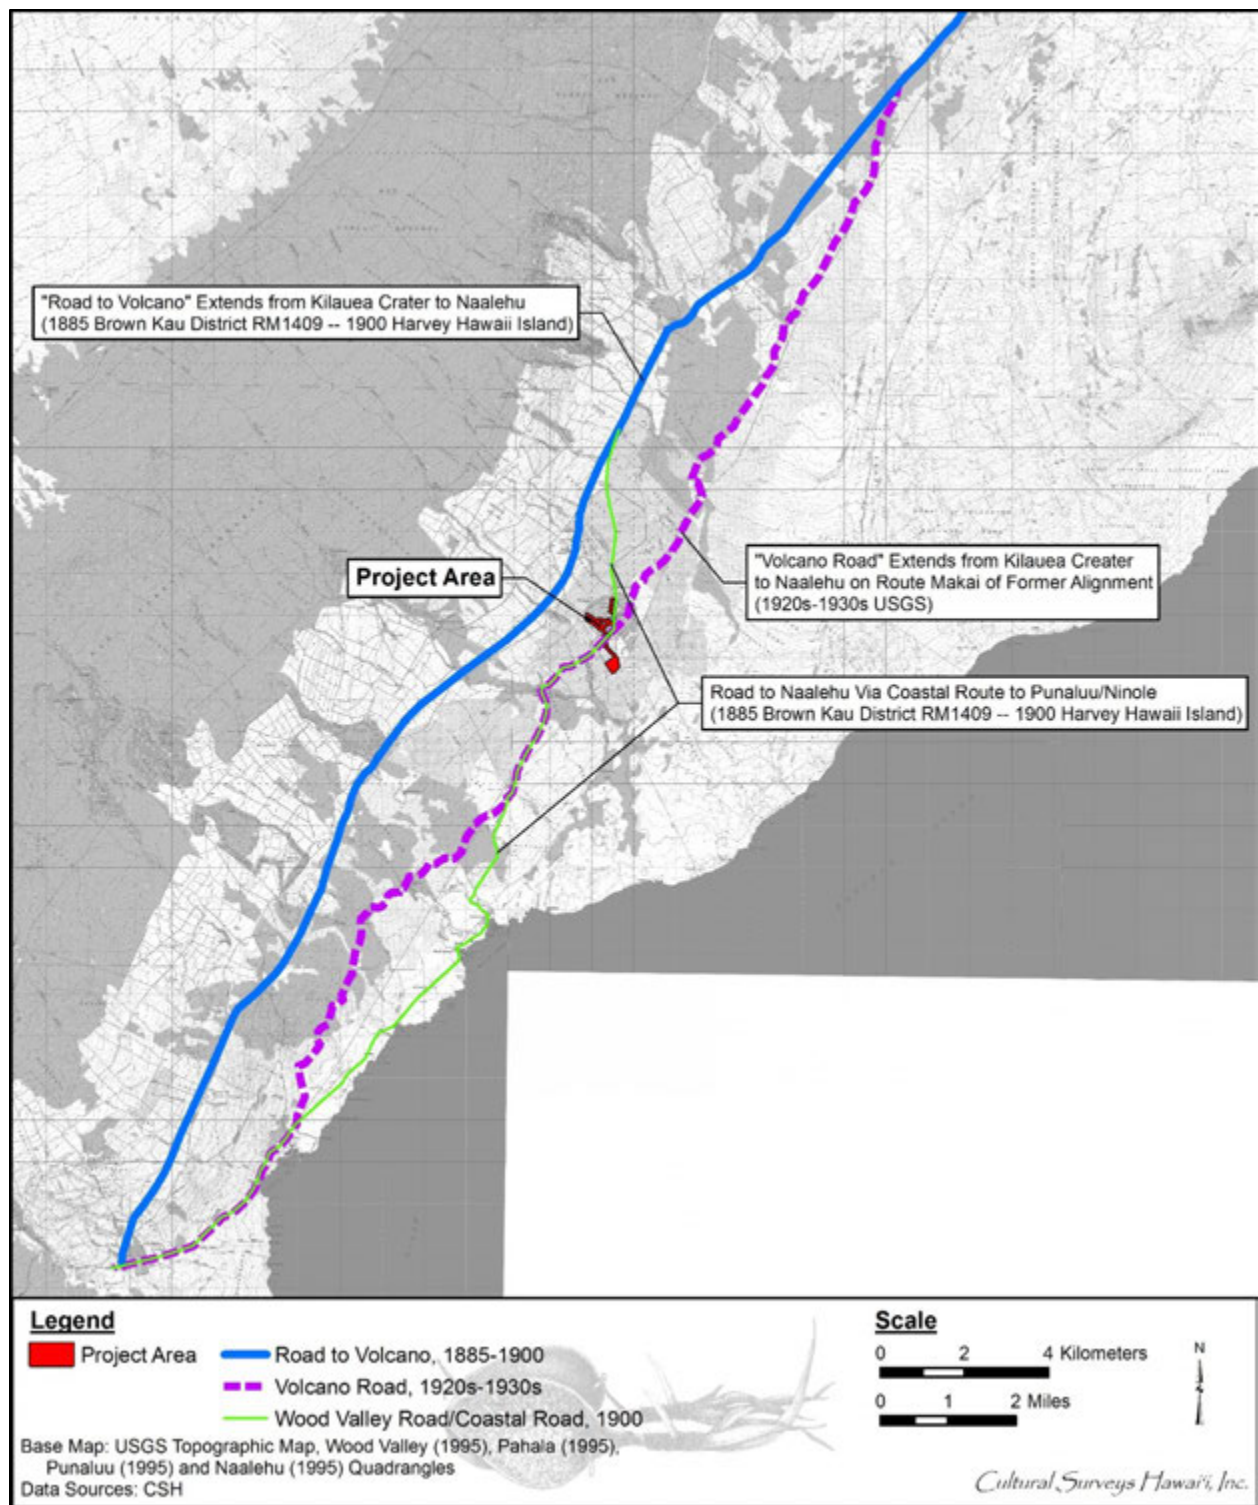 "Road to Volcano" Extends from Kilauea Crater to Naalehu
(1885 Brown Kau District RM1409 -- 1900 Harvey Hawaii Island)
Project Area
"Volcano Road" Extends from Kilauea Creater
to Naalehu on Route Makai of Former Alignment
(1920s-1930s USGS)
Road to Naalehu Via Coastal Route to Punaluu/Ninole
(1885 Brown Kau District RM1409 -- 1900 Harvey Hawaii Island)
Legend
Project Area
Road to Volcano, 1885-1900
Volcano Road, 1920s-1930s
Wood Valley Road/Coastal Road, 1900
Base Map: USGS Topographic Map, Wood Valley (1995), Pahala (1995),
Punaluu (1995) and Naalehu (1995) Quadrangles
Data Sources: CSH
Scale
0 2 4 Kilometers
0 1 2 Miles
N
Cultural Surveys Hawai'i, Inc.